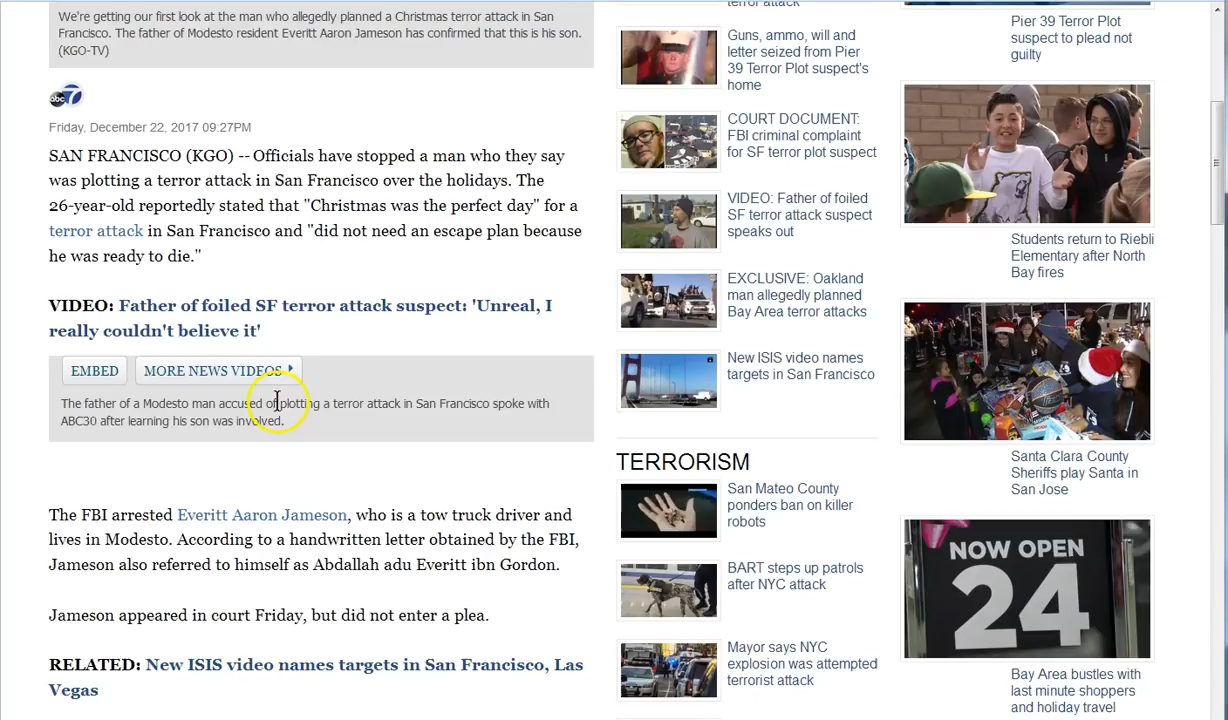 We're getting our first look at the man who allegedly planned a Christmas terror attack in San
Francisco. The father of Modesto resident Everitt Aaron Jameson has confirmed that this is his son.
(KGO-TV)
abc 7
Friday, December 22, 2017 09:27PM
SAN FRANCISCO (KGO) -- Officials have stopped a man who they say
was plotting a terror attack in San Francisco over the holidays. The
26-year-old reportedly stated that "Christmas was the perfect day" for a
terror attack in San Francisco and "did not need an escape plan because
he was ready to die."
VIDEO: Father of foiled SF terror attack suspect: 'Unreal, I
really couldn't believe it'
EMBED
MORE NEWS VIDEOS
The father of a Modesto man accused of plotting a terror attack in San Francisco spoke with
ABC30 after learning his son was involved.
The FBI arrested Everitt Aaron Jameson, who is a tow truck driver and
lives in Modesto. According to a handwritten letter obtained by the FBI,
Jameson also referred to himself as Abdallah adu Everitt ibn Gordon.
Jameson appeared in court Friday, but did not enter a plea.
RELATED: New ISIS video names targets in San Francisco, Las
Vegas
terror attack
Guns, ammo, will and
letter seized from Pier
39 Terror Plot suspect's
home
COURT DOCUMENT:
FBI criminal complaint
for SF terror plot suspect
VIDEO: Father of foiled
SF terror attack suspect
speaks out
EXCLUSIVE: Oakland
man allegedly planned
Bay Area terror attacks
New ISIS video names
targets in San Francisco
TERRORISM
San Mateo County
ponders ban on killer
robots
BART steps up patrols
after NYC attack
Mayor says NYC
explosion was attempted
terrorist attack
Pier 39 Terror Plot
suspect to plead not
guilty
Students return to Riebli
Elementary after North
Bay fires
Santa Clara County
Sheriffs play Santa in
San Jose
NOW OPEN
24
Bay Area bustles with
last minute shoppers
and holiday travel